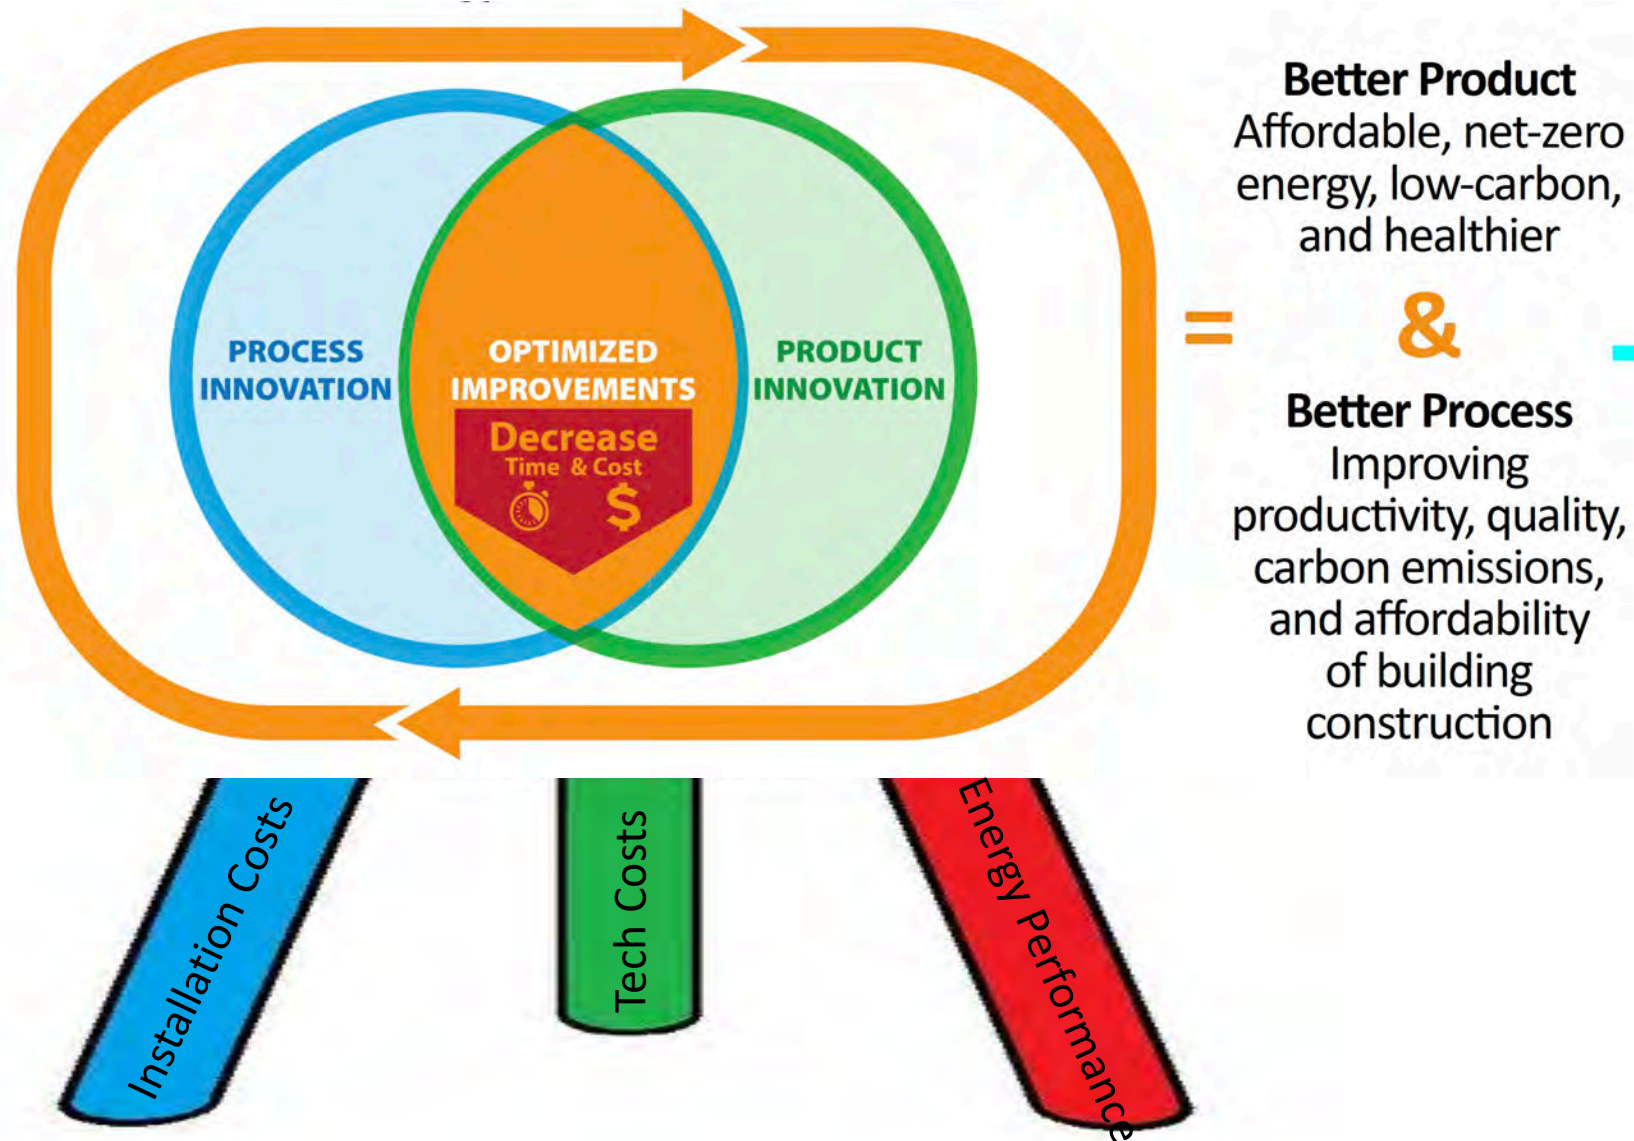 PROCESS
INNOVATION
OPTIMIZED
IMPROVEMENTS
Decrease
Time & Cost
$
PRODUCT
INNOVATION
=
Better Product
Affordable, net-zero
energy, low-carbon,
and healthier
&
Better Process
Improving
productivity, quality,
carbon emissions,
and affordability
of building
construction
Installation Costs
Tech Costs
Energy Performance